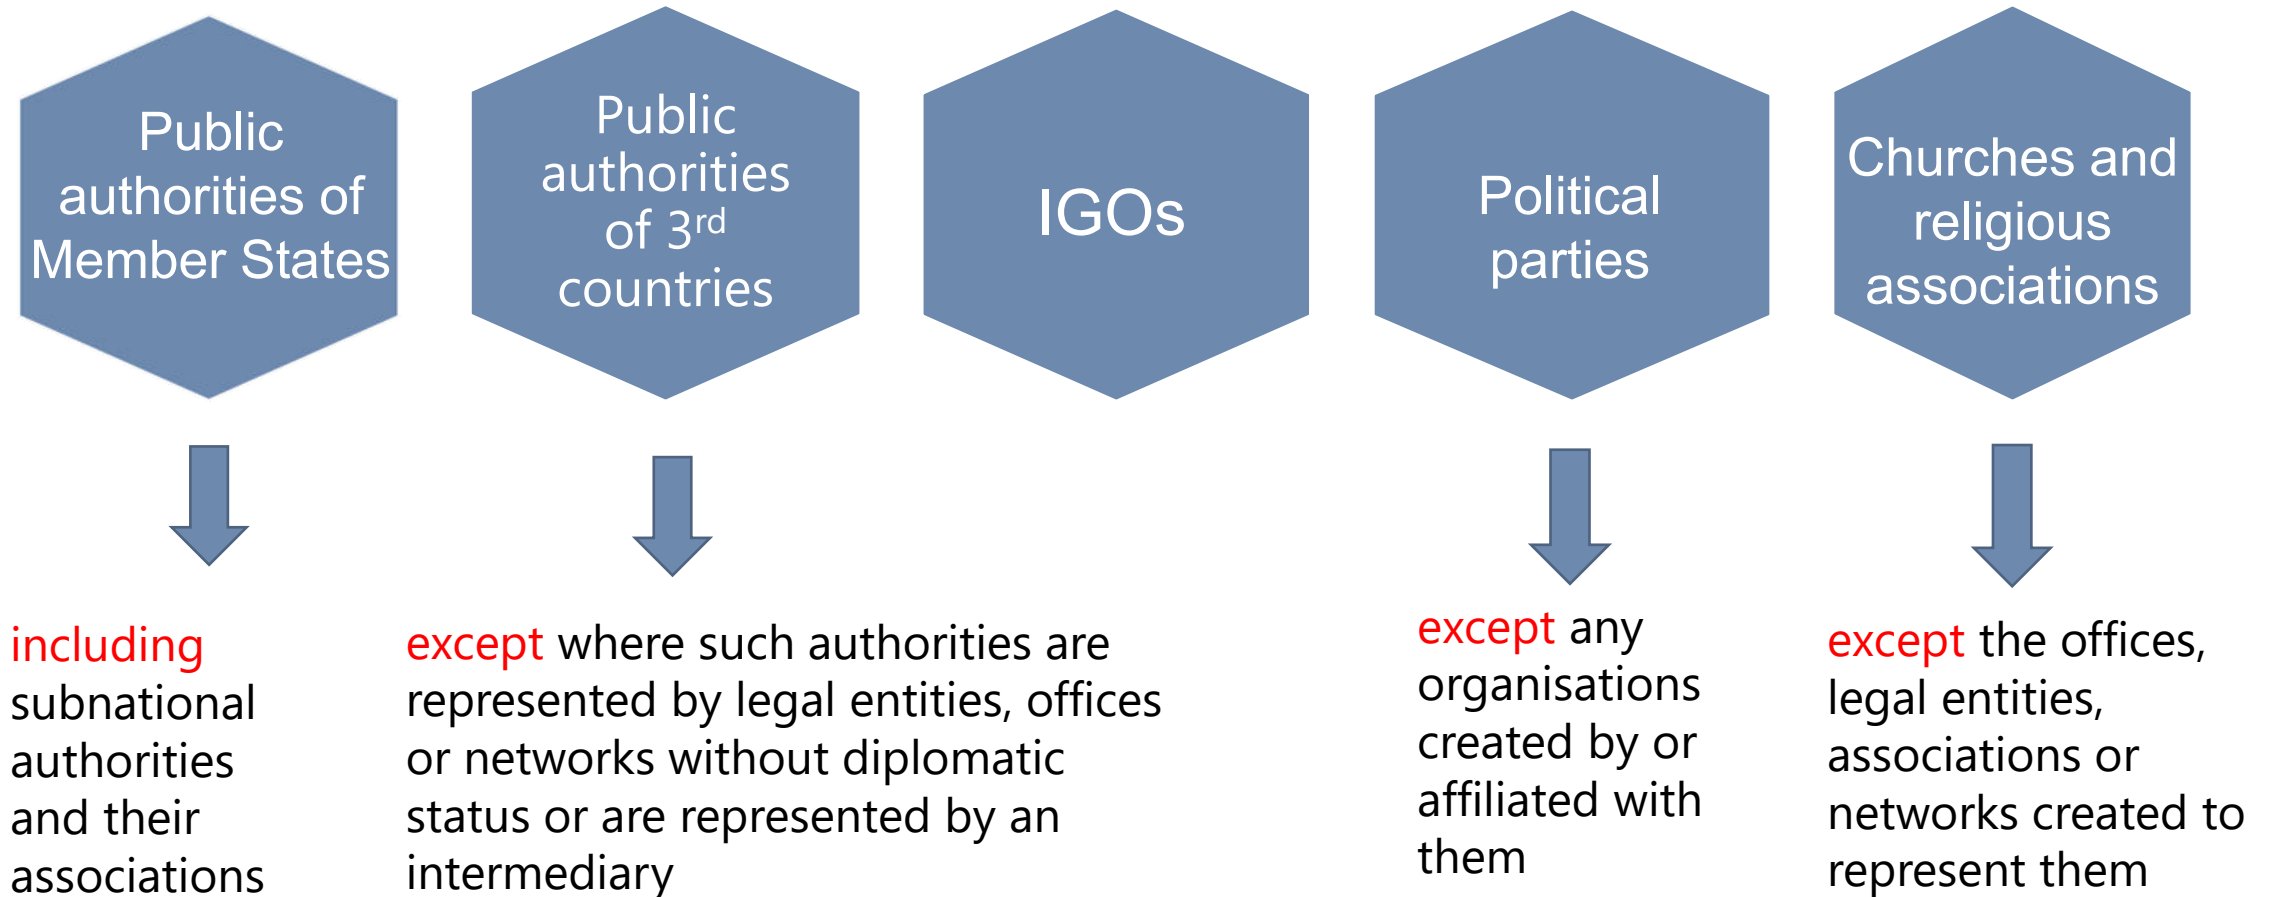 Public
authorities of
Member States
Public
authorities
of 3rd
countries
IGOs
Political
parties
Churches and
religious
associations
including
subnational
authorities
and their
associations
except where such authorities are
represented by legal entities, offices
or networks without diplomatic
status or are represented by an
intermediary
except any
organisations
created by or
affiliated with
them
except the offices,
legal entities,
associations or
networks created to
represent them